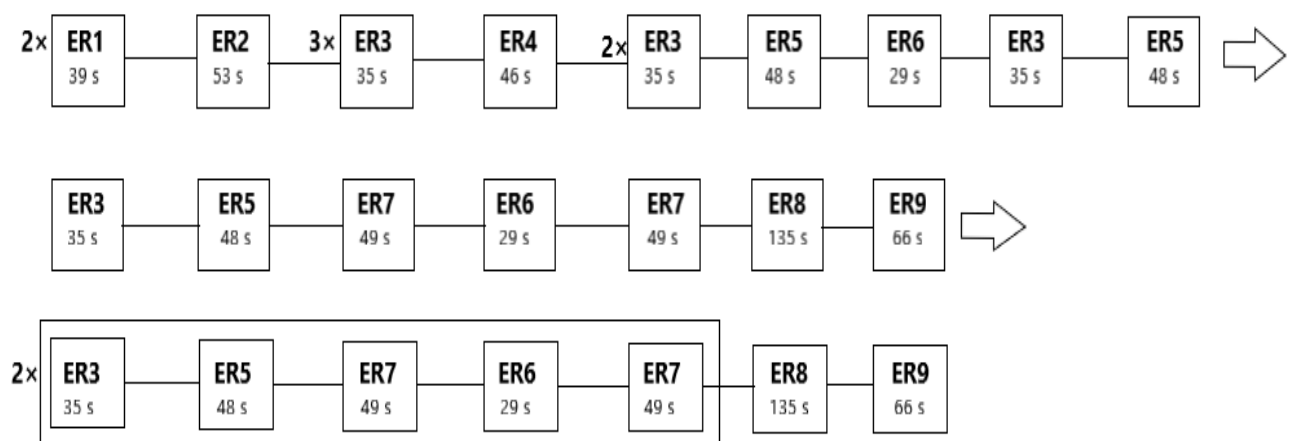 2× ER1 ER2 3× ER3 ER4 2× ER3 ER5 ER6 ER3 ER5
39 s 53 s 35 s 46 s 35 s 48 s 29 s 35 s 48 s
ER3 ER5 ER7 ER6 ER7 ER8 ER9
35 s 48 s 49 s 29 s 49 s 135 s 66 s
2× ER3 ER5 ER7 ER6 ER7 ER8 ER9
35 s 48 s 49 s 29 s 49 s 135 s 66 s